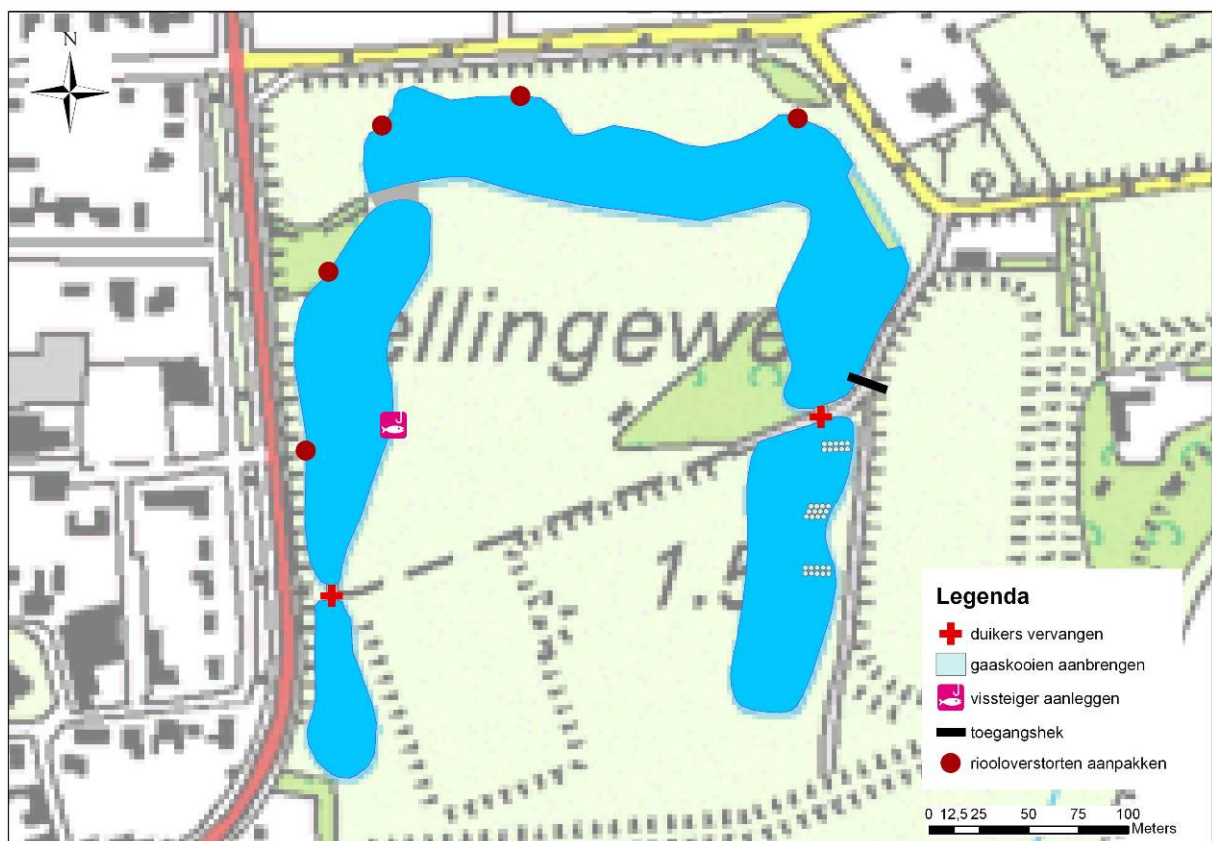 N
ellingewe
1.5
Legenda
duikers vervangen
gaaskooien aanbrengen
vissteiger aanleggen
toegangshek
riooloverstorten aanpakken
0 12,5 25 50 75 100
Meters